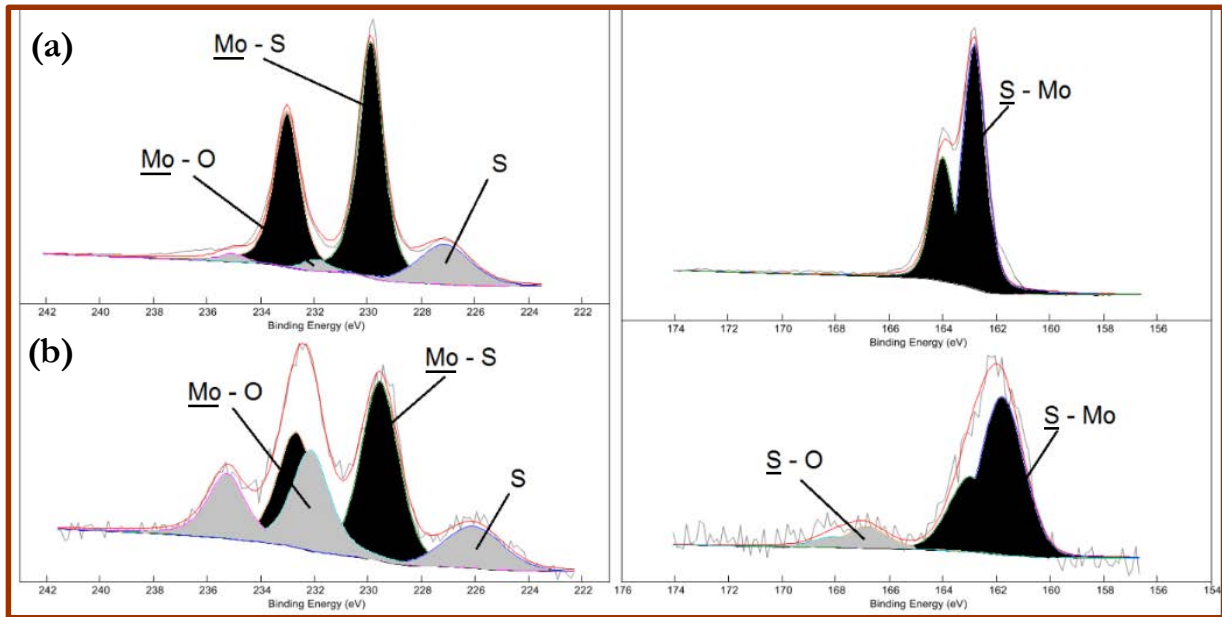 (a)
Mo - S
Mo - O
S
242 240 238 236 234 232 230 228 226 224 222
Binding Energy (eV)
S - Mo
174 172 170 168 166 164 162 160 158 156
Binding Energy (eV)
(b)
Mo - S
Mo - O
S
242 240 238 236 234 232 230 228 226 224 222
Binding Energy (eV)
S - Mo
S - O
176 174 172 170 168 166 164 162 160 158 156 154
Binding Energy (eV)